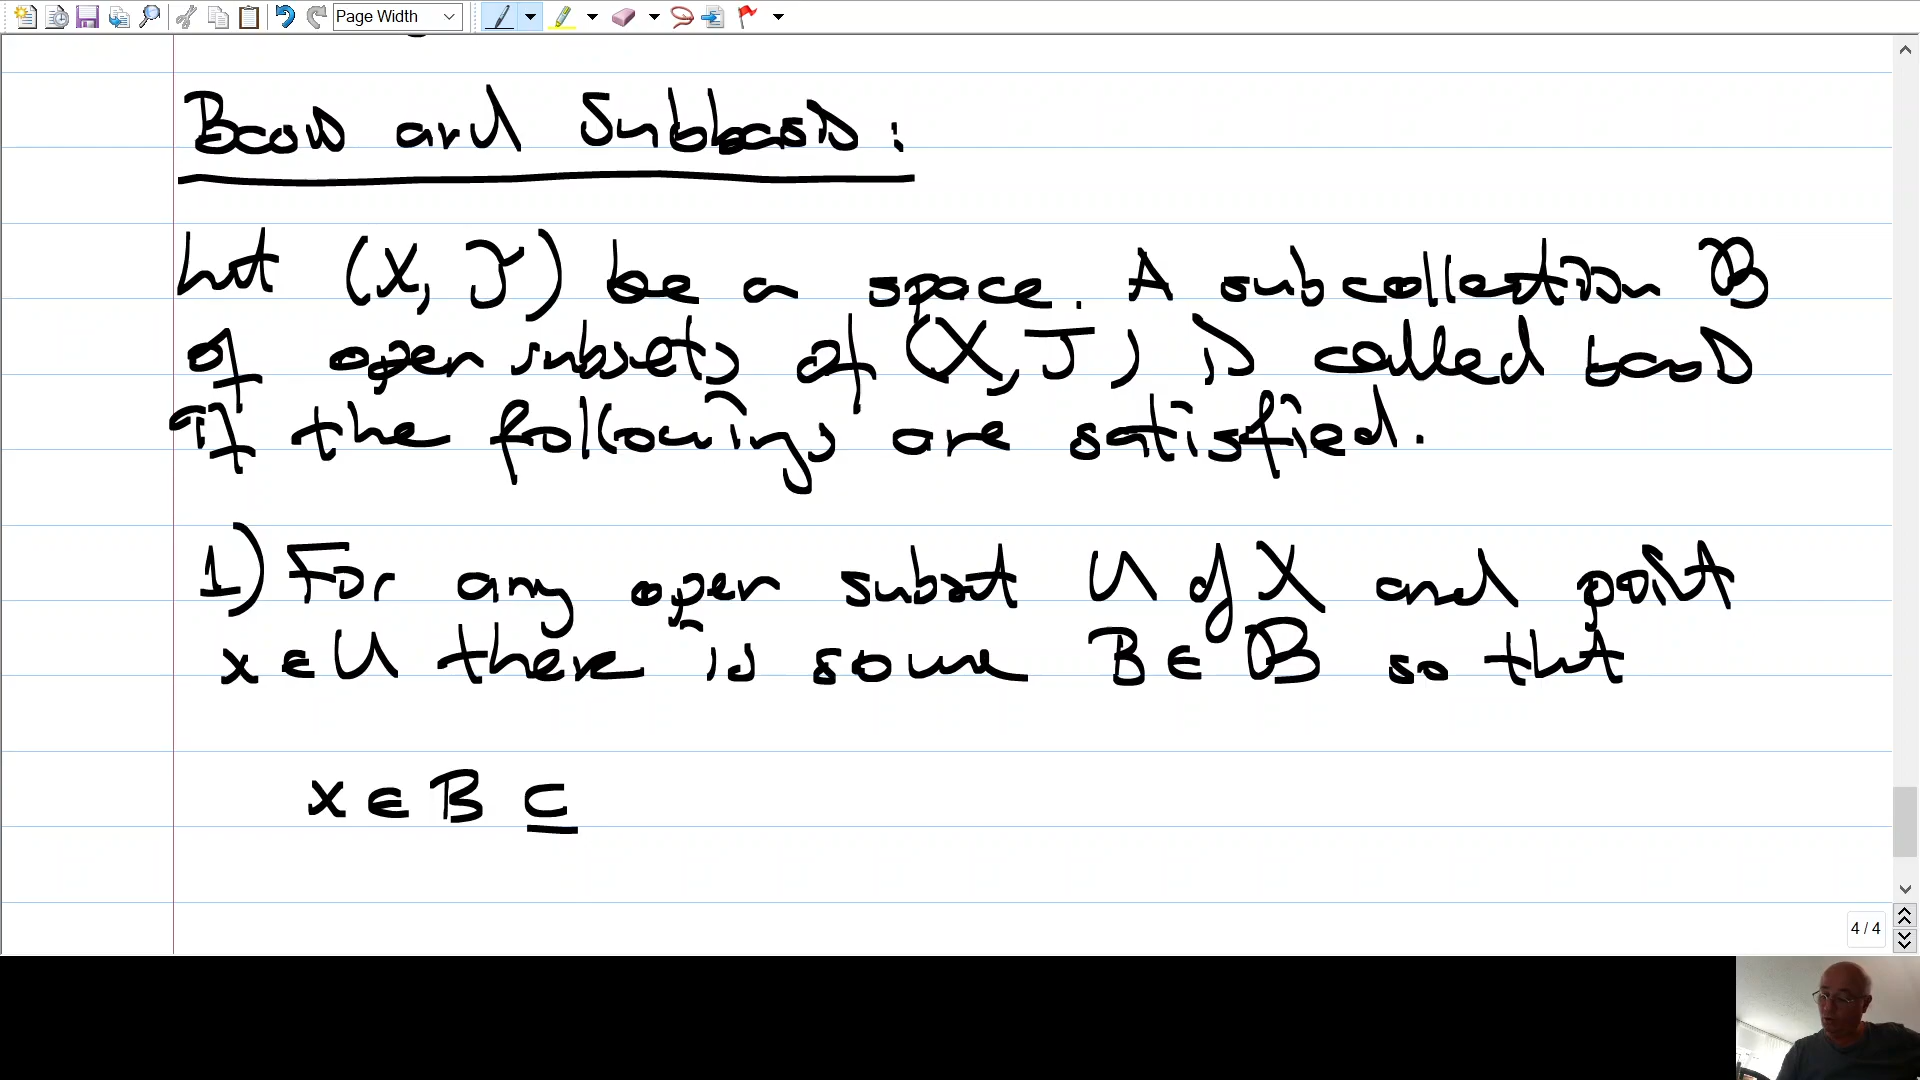 Page Width
Basis and Subbasis:
Let (X, J) be a space. A subcollection B
of open subsets of (X, J) is called basis
if the followings are satisfied.
1) For any open subset U of X and point
x ∈ U there is some B ∈ B so that
x ∈ B ⊆
4 / 4